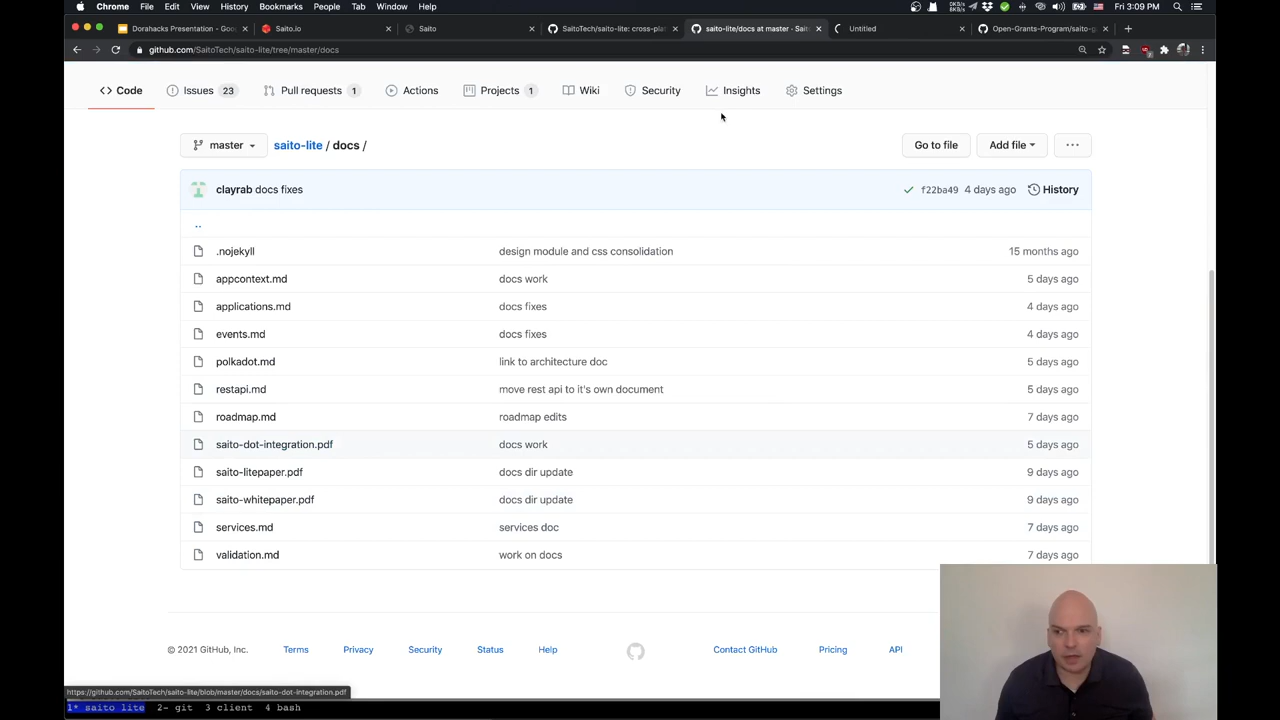 Chrome File Edit View History Bookmarks People Tab Window Help Fri 3:09 PM
Dorahacks Presentation - Goo Saito.io Saito SaitoTech/saito-lite: cross-pla saito-lite/docs at master · Sait Untitled Open-Grants-Program/saito-g
github.com/SaitoTech/saito-lite/tree/master/docs
Code Issues 23 Pull requests 1 Actions Projects 1 Wiki Security Insights Settings
master saito-lite / docs / Go to file Add file ...
clayrab docs fixes f22ba49 4 days ago History
..
.nojekyll design module and css consolidation 15 months ago
appcontext.md docs work 5 days ago
applications.md docs fixes 4 days ago
events.md docs fixes 4 days ago
polkadot.md link to architecture doc 5 days ago
restapi.md move rest api to it's own document 5 days ago
roadmap.md roadmap edits 7 days ago
saito-dot-integration.pdf docs work 5 days ago
saito-litepaper.pdf docs dir update 9 days ago
saito-whitepaper.pdf docs dir update 9 days ago
services.md services doc 7 days ago
validation.md work on docs 7 days ago
© 2021 GitHub, Inc. Terms Privacy Security Status Help Contact GitHub Pricing API
https://github.com/SaitoTech/saito-lite/blob/master/docs/saito-dot-integration.pdf
1* saito lite 2- git 3 client 4 bash